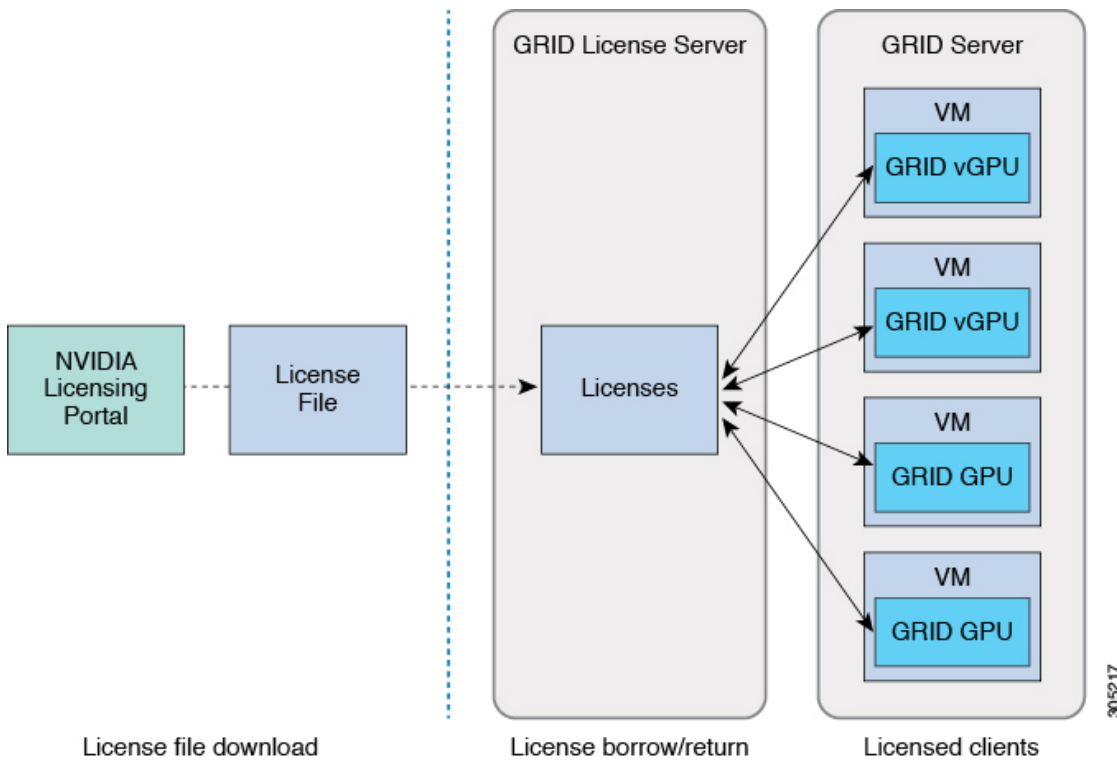 GRID License Server
GRID Server
VM
GRID vGPU
VM
GRID vGPU
NVIDIA
Licensing
Portal
License
File
Licenses
VM
GRID GPU
VM
GRID GPU
305217
License file download
License borrow/return
Licensed clients